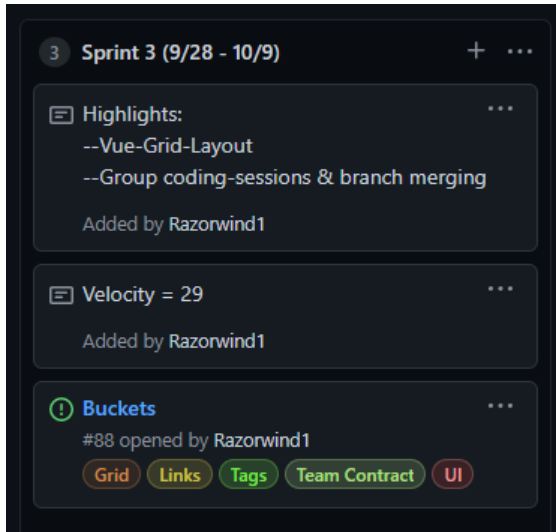 3 Sprint 3 (9/28 - 10/9)
Highlights:
--Vue-Grid-Layout
--Group coding-sessions & branch merging
Added by Razorwind1
Velocity = 29
Added by Razorwind1
Buckets
#88 opened by Razorwind1
Grid Links Tags Team Contract UI